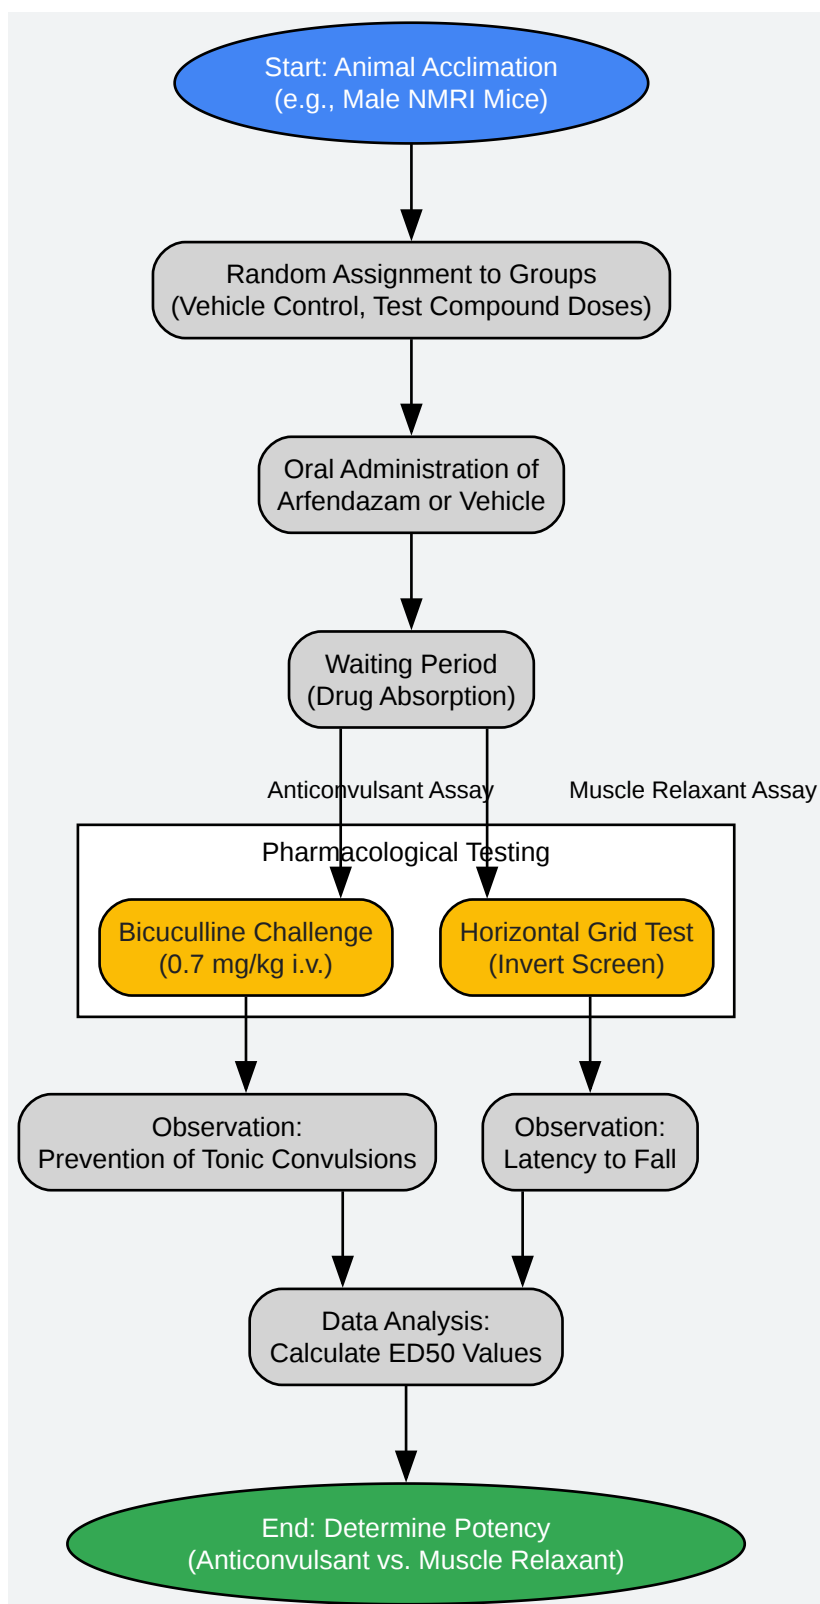 Start: Animal Acclimation
(e.g., Male NMRI Mice)
Random Assignment to Groups
(Vehicle Control, Test Compound Doses)
Oral Administration of
Arfendazam or Vehicle
Waiting Period
(Drug Absorption)
Anticonvulsant Assay
Muscle Relaxant Assay
Pharmacological Testing
Bicuculline Challenge
(0.7 mg/kg i.v.)
Horizontal Grid Test
(Invert Screen)
Observation:
Prevention of Tonic Convulsions
Observation:
Latency to Fall
Data Analysis:
Calculate ED50 Values
End: Determine Potency
(Anticonvulsant vs. Muscle Relaxant)